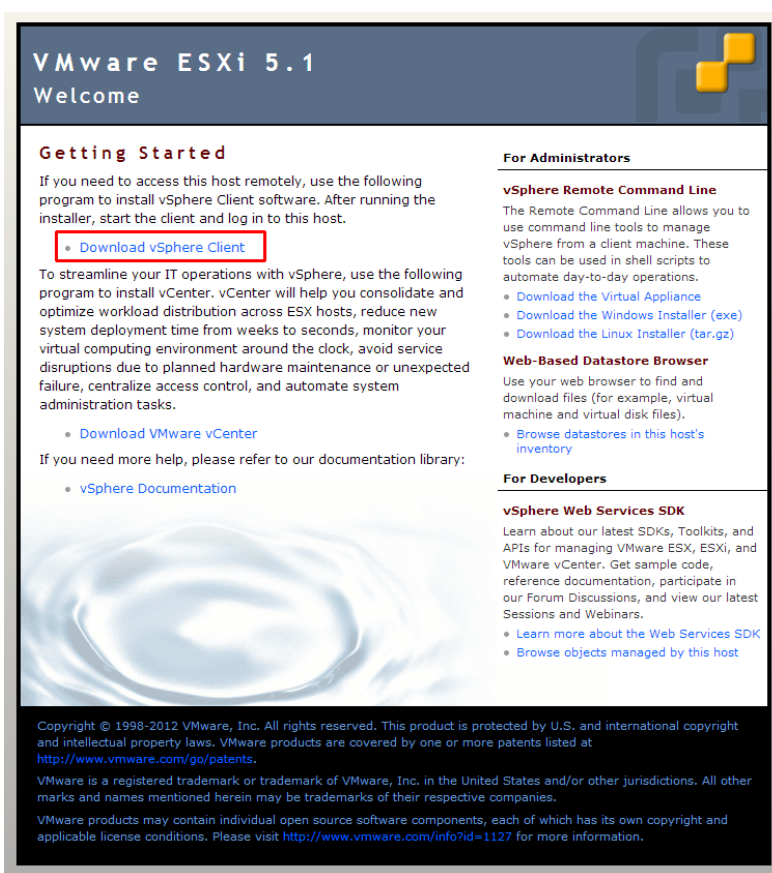 VMware ESXi 5.1
Welcome
Getting Started
If you need to access this host remotely, use the following
program to install vSphere Client software. After running the
installer, start the client and log in to this host.
Download vSphere Client
To streamline your IT operations with vSphere, use the following
program to install vCenter. vCenter will help you consolidate and
optimize workload distribution across ESX hosts, reduce new
system deployment time from weeks to seconds, monitor your
virtual computing environment around the clock, avoid service
disruptions due to planned hardware maintenance or unexpected
failure, centralize access control, and automate system
administration tasks.
Download VMware vCenter
If you need more help, please refer to our documentation library:
vSphere Documentation
For Administrators
vSphere Remote Command Line
The Remote Command Line allows you to
use command line tools to manage
vSphere from a client machine. These
tools can be used in shell scripts to
automate day-to-day operations.
Download the Virtual Appliance
Download the Windows Installer (exe)
Download the Linux Installer (tar.gz)
Web-Based Datastore Browser
Use your web browser to find and
download files (for example, virtual
machine and virtual disk files).
Browse datastores in this host's
inventory
For Developers
vSphere Web Services SDK
Learn about our latest SDKs, Toolkits, and
APIs for managing VMware ESX, ESXi, and
VMware vCenter. Get sample code,
reference documentation, participate in
our Forum Discussions, and view our latest
Sessions and Webinars.
Learn more about the Web Services SDK
Browse objects managed by this host
Copyright © 1998-2012 VMware, Inc. All rights reserved. This product is protected by U.S. and international copyright
and intellectual property laws. VMware products are covered by one or more patents listed at
http://www.vmware.com/go/patents.
VMware is a registered trademark or trademark of VMware, Inc. in the United States and/or other jurisdictions. All other
marks and names mentioned herein may be trademarks of their respective companies.
VMware products may contain individual open source software components, each of which has its own copyright and
applicable license conditions. Please visit http://www.vmware.com/info?id=1127 for more information.